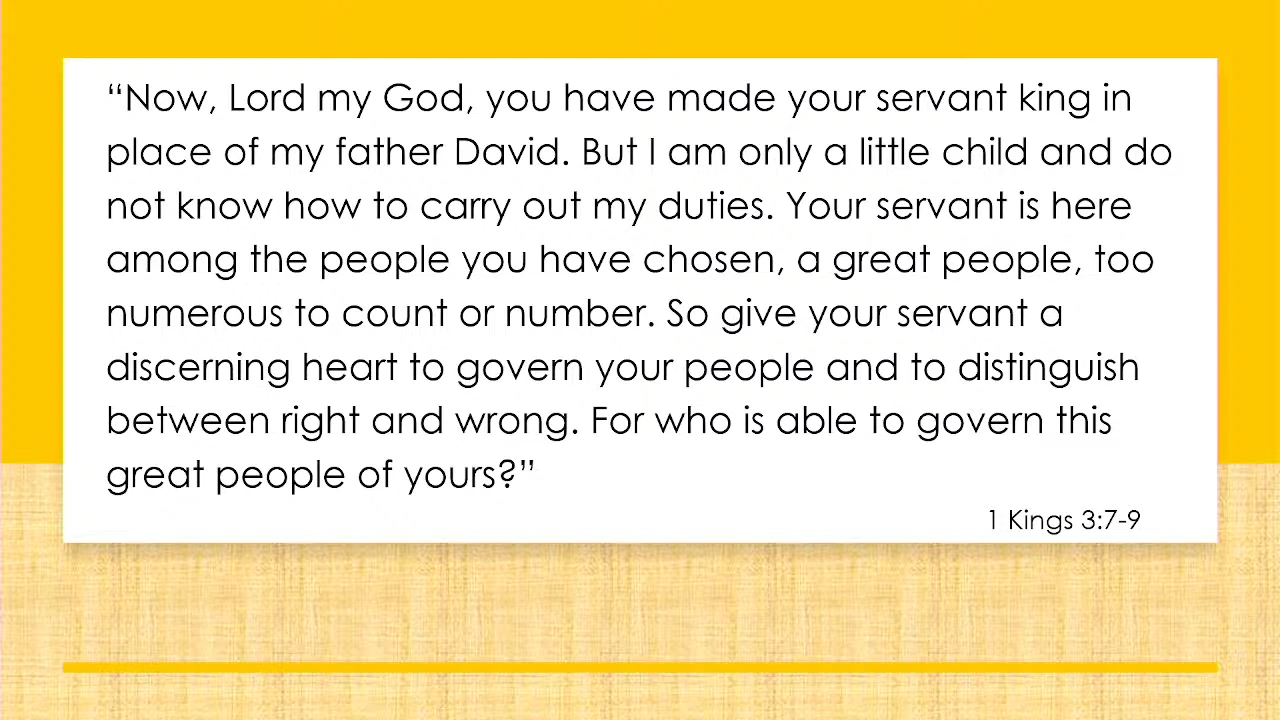 “Now, Lord my God, you have made your servant king in
place of my father David. But I am only a little child and do
not know how to carry out my duties. Your servant is here
among the people you have chosen, a great people, too
numerous to count or number. So give your servant a
discerning heart to govern your people and to distinguish
between right and wrong. For who is able to govern this
great people of yours?”
1 Kings 3:7-9